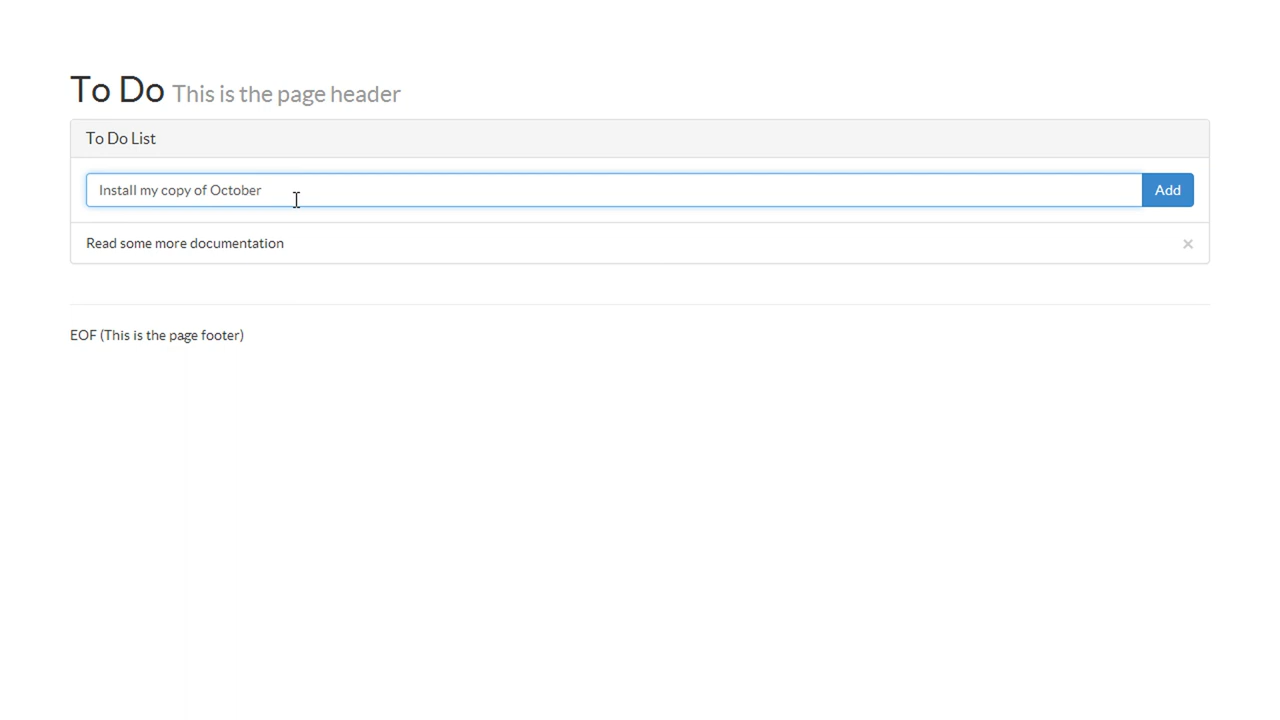 To Do This is the page header
To Do List
Install my copy of October
Add
Read some more documentation
×
EOF (This is the page footer)